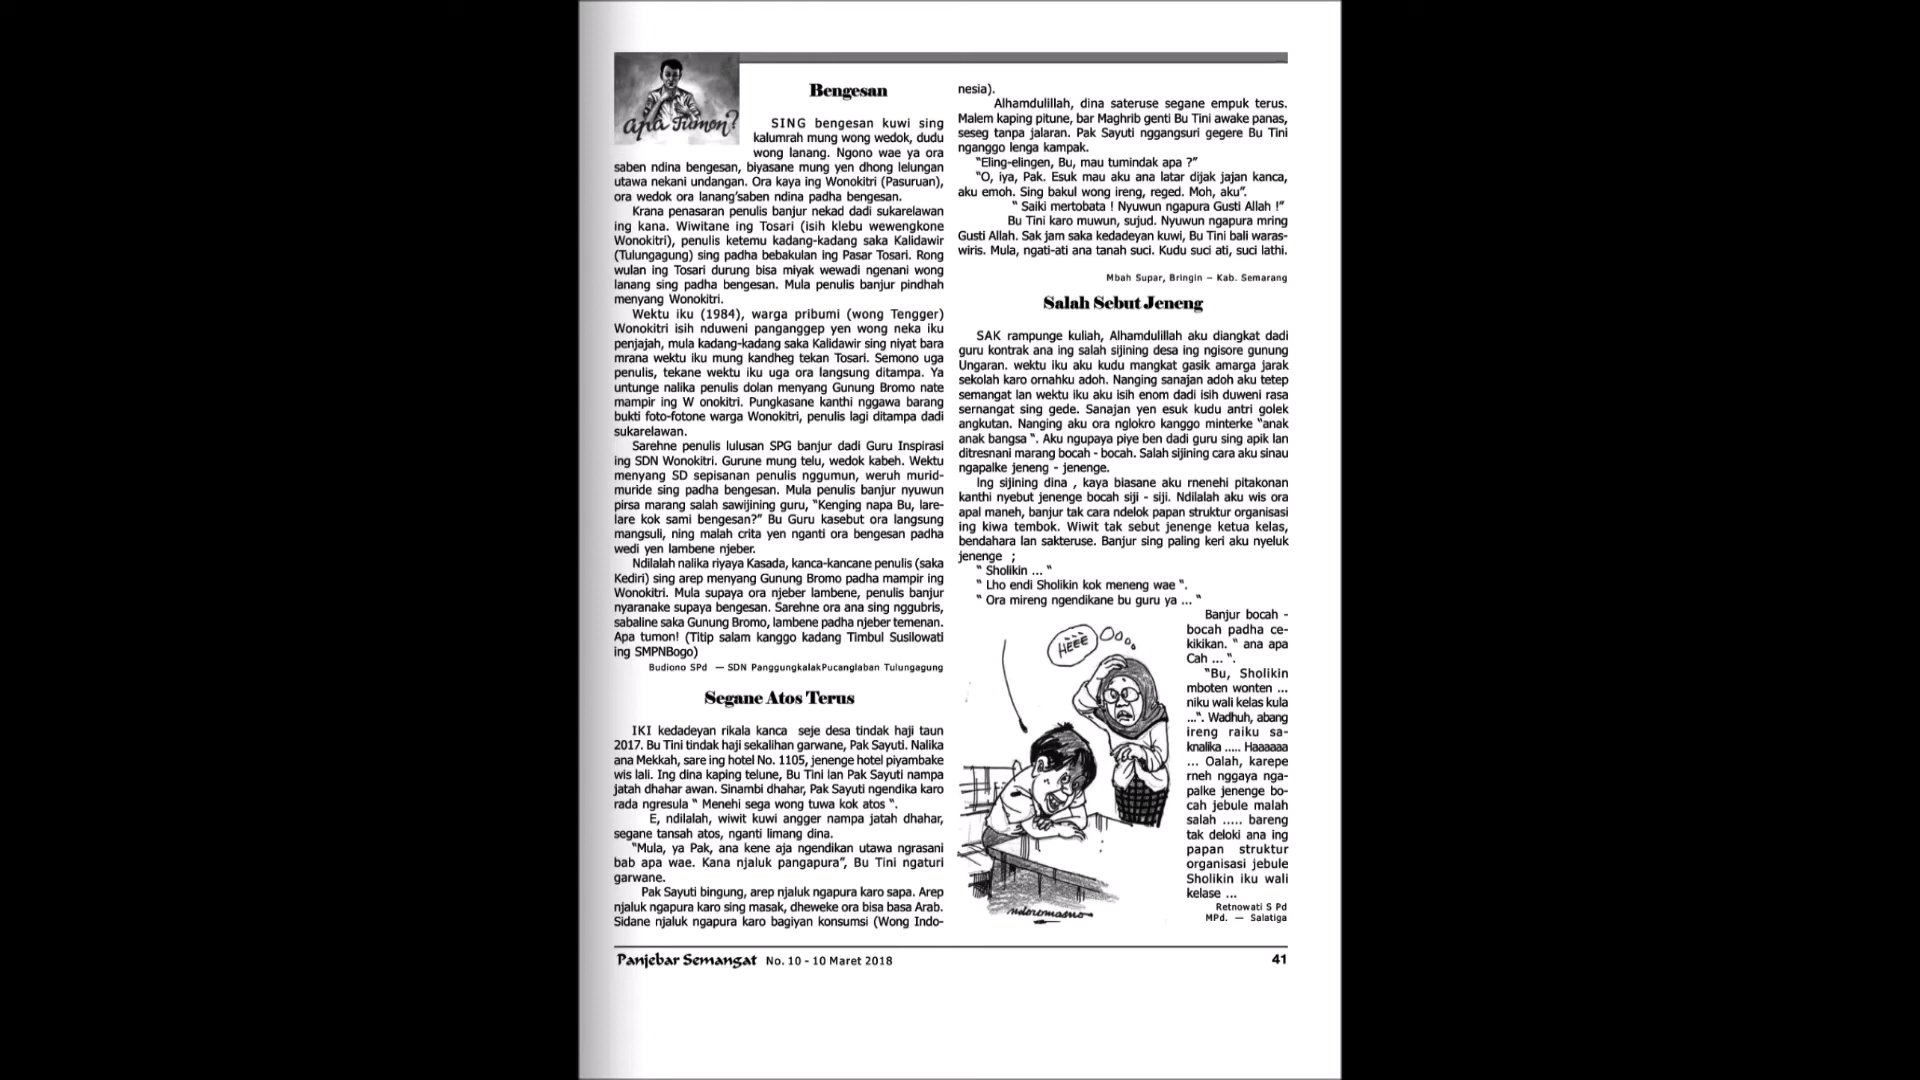 apa tumon?
Bengesan
SING bengesan kuwi sing
kalumrah mung wong wedok, dudu
wong lanang. Ngono wae ya ora
saben ndina bengesan, biyasane mung yen dhong lelungan
utawa nekani undangan. Ora kaya ing Wonokitri (Pasuruan),
ora wedok ora lanang'saben ndina padha bengesan.
Krana penasaran penulis banjur nekad dadi sukarelawan
ing kana. Wiwitane ing Tosari (isih klebu wewengkone
Wonokitri), penulis ketemu kadang-kadang saka Kalidawir
(Tulungagung) sing padha bebakulan ing Pasar Tosari. Rong
wulan ing Tosari durung bisa miyak wewadi ngenani wong
lanang sing padha bengesan. Mula penulis banjur pindhah
menyang Wonokitri.
Wektu iku (1984), warga pribumi (wong Tengger)
Wonokitri isih nduweni panganggep yen wong neka iku
penjajah, mula kadang-kadang saka Kalidawir sing niyat bara
mrana wektu iku mung kandheg tekan Tosari. Semono uga
penulis, tekane wektu iku uga ora langsung ditampa. Ya
untunge nalika penulis dolan menyang Gunung Bromo nate
mampir ing W onokitri. Pungkasane kanthi nggawa barang
bukti foto-fotone warga Wonokitri, penulis lagi ditampa dadi
sukarelawan.
Sarehne penulis lulusan SPG banjur dadi Guru Inspirasi
ing SDN Wonokitri. Gurune mung telu, wedok kabeh. Wektu
menyang SD sepisanan penulis nggumun, weruh murid-
muride sing padha bengesan. Mula penulis banjur nyuwun
pirsa marang salah sawijining guru, "Kenging napa Bu, lare-
lare kok sami bengesan?" Bu Guru kasebut ora langsung
mangsuli, ning malah crita yen nganti ora bengesan padha
wedi yen lambene njeber.
Ndilalah nalika riyaya Kasada, kanca-kancane penulis (saka
Kediri) sing arep menyang Gunung Bromo padha mampir ing
Wonokitri. Mula supaya ora njeber lambene, penulis banjur
nyaranake supaya bengesan. Sarehne ora ana sing nggubris,
sabaline saka Gunung Bromo, lambene padha njeber temenan.
Apa tumon! (Titip salam kanggo kadang Timbul Susilowati
ing SMPNBogo)
Budiono SPd — SDN PanggungkalakPucanglaban Tulungagung
Segane Atos Terus
IKI kedadeyan rikala kanca seje desa tindak haji taun
2017. Bu Tini tindak haji sekalihan garwane, Pak Sayuti. Nalika
ana Mekkah, sare ing hotel No. 1105, jenenge hotel piyambake
wis lali. Ing dina kaping telune, Bu Tini lan Pak Sayuti nampa
jatah dhahar awan. Sinambi dhahar, Pak Sayuti ngendika karo
rada ngresula " Menehi sega wong tuwa kok atos ".
E, ndilalah, wiwit kuwi angger nampa jatah dhahar,
segane tansah atos, nganti limang dina.
"Mula, ya Pak, ana kene aja ngendikan utawa ngrasani
bab apa wae. Kana njaluk pangapura", Bu Tini ngaturi
garwane.
Pak Sayuti bingung, arep njaluk ngapura karo sapa. Arep
njaluk ngapura karo sing masak, dheweke ora bisa basa Arab.
Sidane njaluk ngapura karo bagiyan konsumsi (Wong Indo-
nesia).
Alhamdulillah, dina sateruse segane empuk terus.
Malem kaping pitune, bar Maghrib genti Bu Tini awake panas,
seseg tanpa jalaran. Pak Sayuti nggangsuri gegere Bu Tini
nganggo lenga kampak.
"Eling-elingen, Bu, mau tumindak apa ?"
"O, iya, Pak. Esuk mau aku ana latar dijak jajan kanca,
aku emoh. Sing bakul wong ireng, reged. Moh, aku".
" Saiki mertobata ! Nyuwun ngapura Gusti Allah !"
Bu Tini karo muwun, sujud. Nyuwun ngapura mring
Gusti Allah. Sak jam saka kedadeyan kuwi, Bu Tini bali waras-
wiris. Mula, ngati-ati ana tanah suci. Kudu suci ati, suci lathi.
Mbah Supar, Bringin — Kab. Semarang
Salah Sebut Jeneng
SAK rampunge kuliah, Alhamdulillah aku diangkat dadi
guru kontrak ana ing salah sijining desa ing ngisore gunung
Ungaran. wektu iku aku kudu mangkat gasik amarga jarak
sekolah karo ornahku adoh. Nanging sanajan adoh aku tetep
semangat lan wektu iku aku isih enom dadi isih duweni rasa
sernangat sing gede. Sanajan yen esuk kudu antri golek
angkutan. Nanging aku ora nglokro kanggo minterke "anak
anak bangsa ". Aku ngupaya piye ben dadi guru sing apik lan
ditresnani marang bocah - bocah. Salah sijining cara aku sinau
ngapalke jeneng - jenenge.
Ing sijining dina , kaya biasane aku rnenehi pitakonan
kanthi nyebut jenenge bocah siji - siji. Ndilalah aku wis ora
apal maneh, banjur tak cara ndelok papan struktur organisasi
ing kiwa tembok. Wiwit tak sebut jenenge ketua kelas,
bendahara lan sakteruse. Banjur sing paling keri aku nyeluk
jenenge ;
" Sholikin ... "
" Lho endi Sholikin kok meneng wae ".
" Ora mireng ngendikane bu guru ya ... "
Banjur bocah -
bocah padha ce-
kikikan. " ana apa
Cah ... ".
"Bu, Sholikin
mboten wonten ...
niku wali kelas kula
...". Wadhuh, abang
ireng raiku sa-
knalika ..... Haaaaaa
... Oalah, karepe
rneh nggaya nga-
palke jenenge bo-
cah jebule malah
salah ..... bareng
tak deloki ana ing
papan struktur
organisasi jebule
Sholikin iku wali
kelase ...
Retnowati S Pd
MPd. — Salatiga
HEEE
ndoremasno
Panjebar Semangat No. 10 - 10 Maret 2018
41